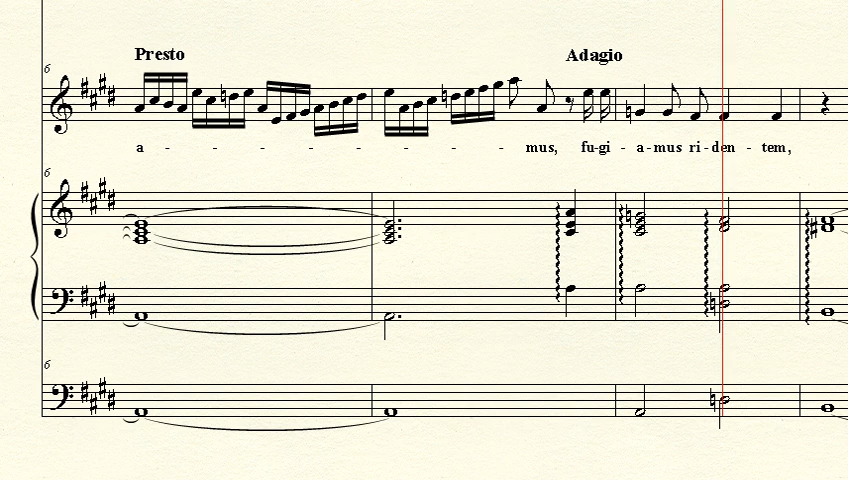 Presto Adagio
6
a - - - - - - - - - mus, fu-gi - a-mus ri-den - tem,
6
6